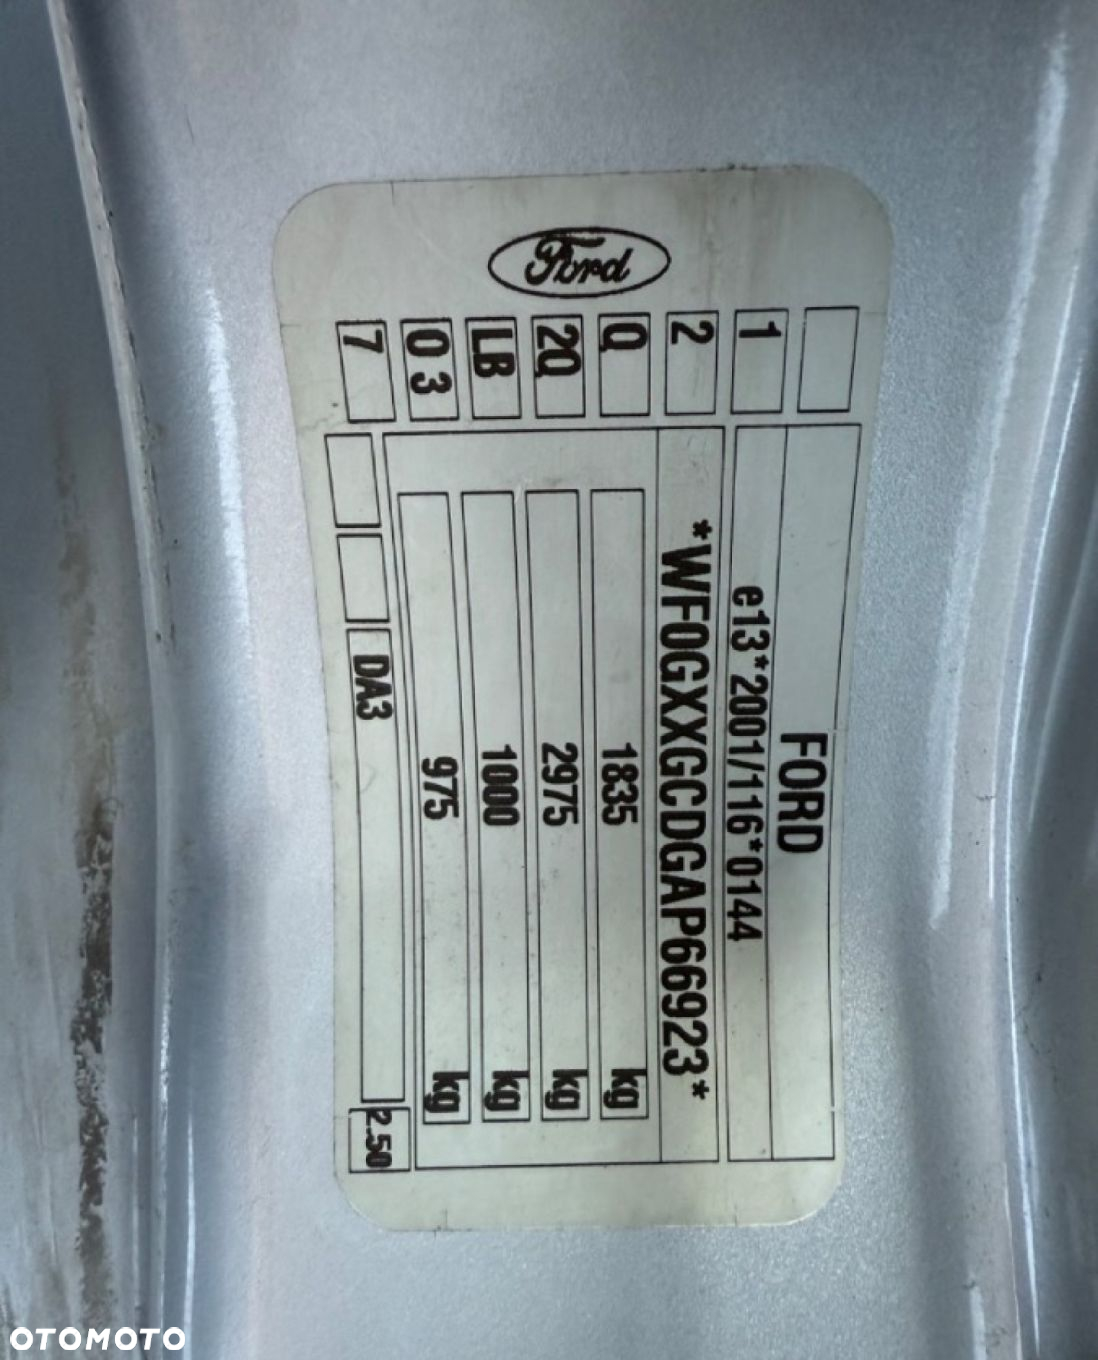 Ford
FORD
1
e13*2001/116*0144
2
*WF0GXXGCDGAP66923*
Q
1835 kg
2Q
2975 kg
LB
1000 kg
0 3
975 kg
7
DA3
2.50
OTOMOTO